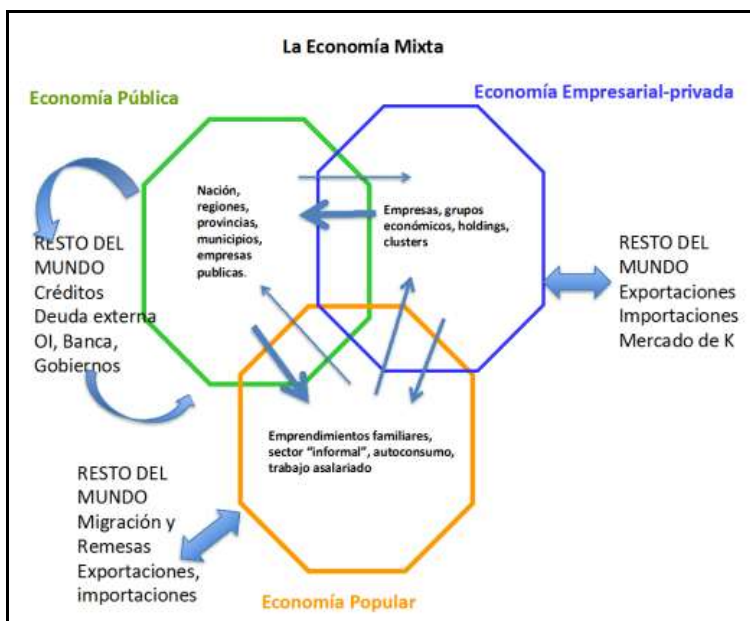 La Economía Mixta
Economía Pública
Economía Empresarial-privada
Nación,
regiones,
provincias,
municipios,
empresas
publicas.
Empresas, grupos
económicos, holdings,
clusters
RESTO DEL
MUNDO
Créditos
Deuda externa
OI, Banca,
Gobiernos
RESTO DEL
MUNDO
Exportaciones
Importaciones
Mercado de K
Emprendimientos familiares,
sector “informal”, autoconsumo,
trabajo asalariado
RESTO DEL
MUNDO
Migración y
Remesas
Exportaciones,
importaciones
Economía Popular